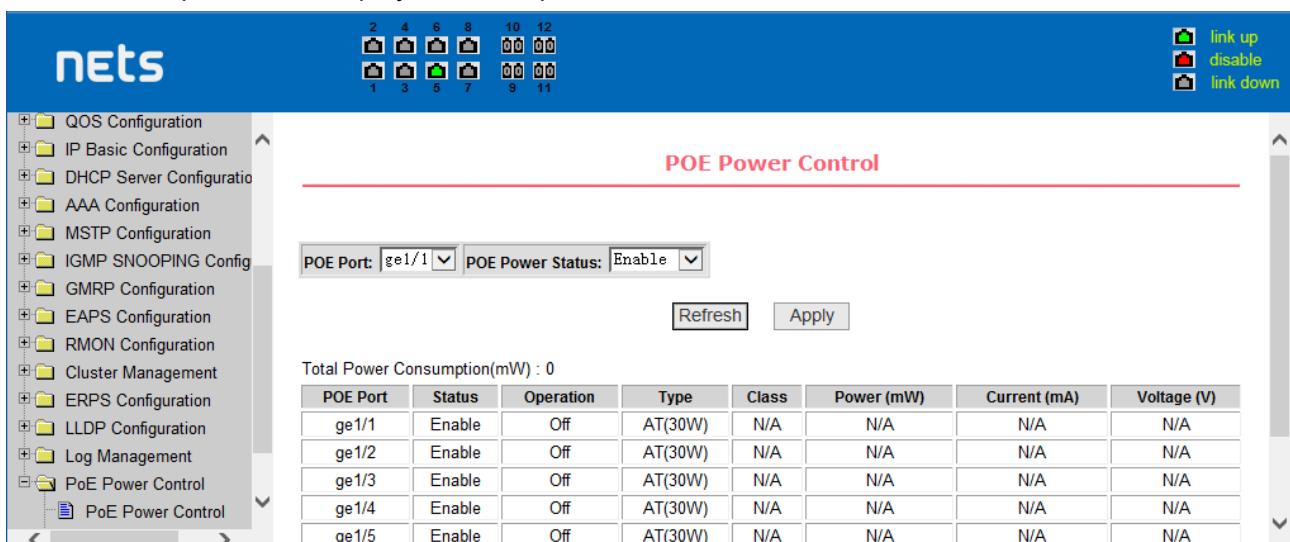 2 4 6 8 10 12
nets
1 3 5 7 9 11
link up
disable
link down
QOS Configuration
IP Basic Configuration
DHCP Server Configuratio
AAA Configuration
MSTP Configuration
IGMP SNOOPING Config
GMRP Configuration
EAPS Configuration
RMON Configuration
Cluster Management
ERPS Configuration
LLDP Configuration
Log Management
PoE Power Control
PoE Power Control
POE Power Control
POE Port: ge1/1 POE Power Status: Enable
Refresh Apply
Total Power Consumption(mW) : 0
POE Port Status Operation Type Class Power (mW) Current (mA) Voltage (V)
ge1/1 Enable Off AT(30W) N/A N/A N/A N/A
ge1/2 Enable Off AT(30W) N/A N/A N/A N/A
ge1/3 Enable Off AT(30W) N/A N/A N/A N/A
ge1/4 Enable Off AT(30W) N/A N/A N/A N/A
ge1/5 Enable Off AT(30W) N/A N/A N/A N/A